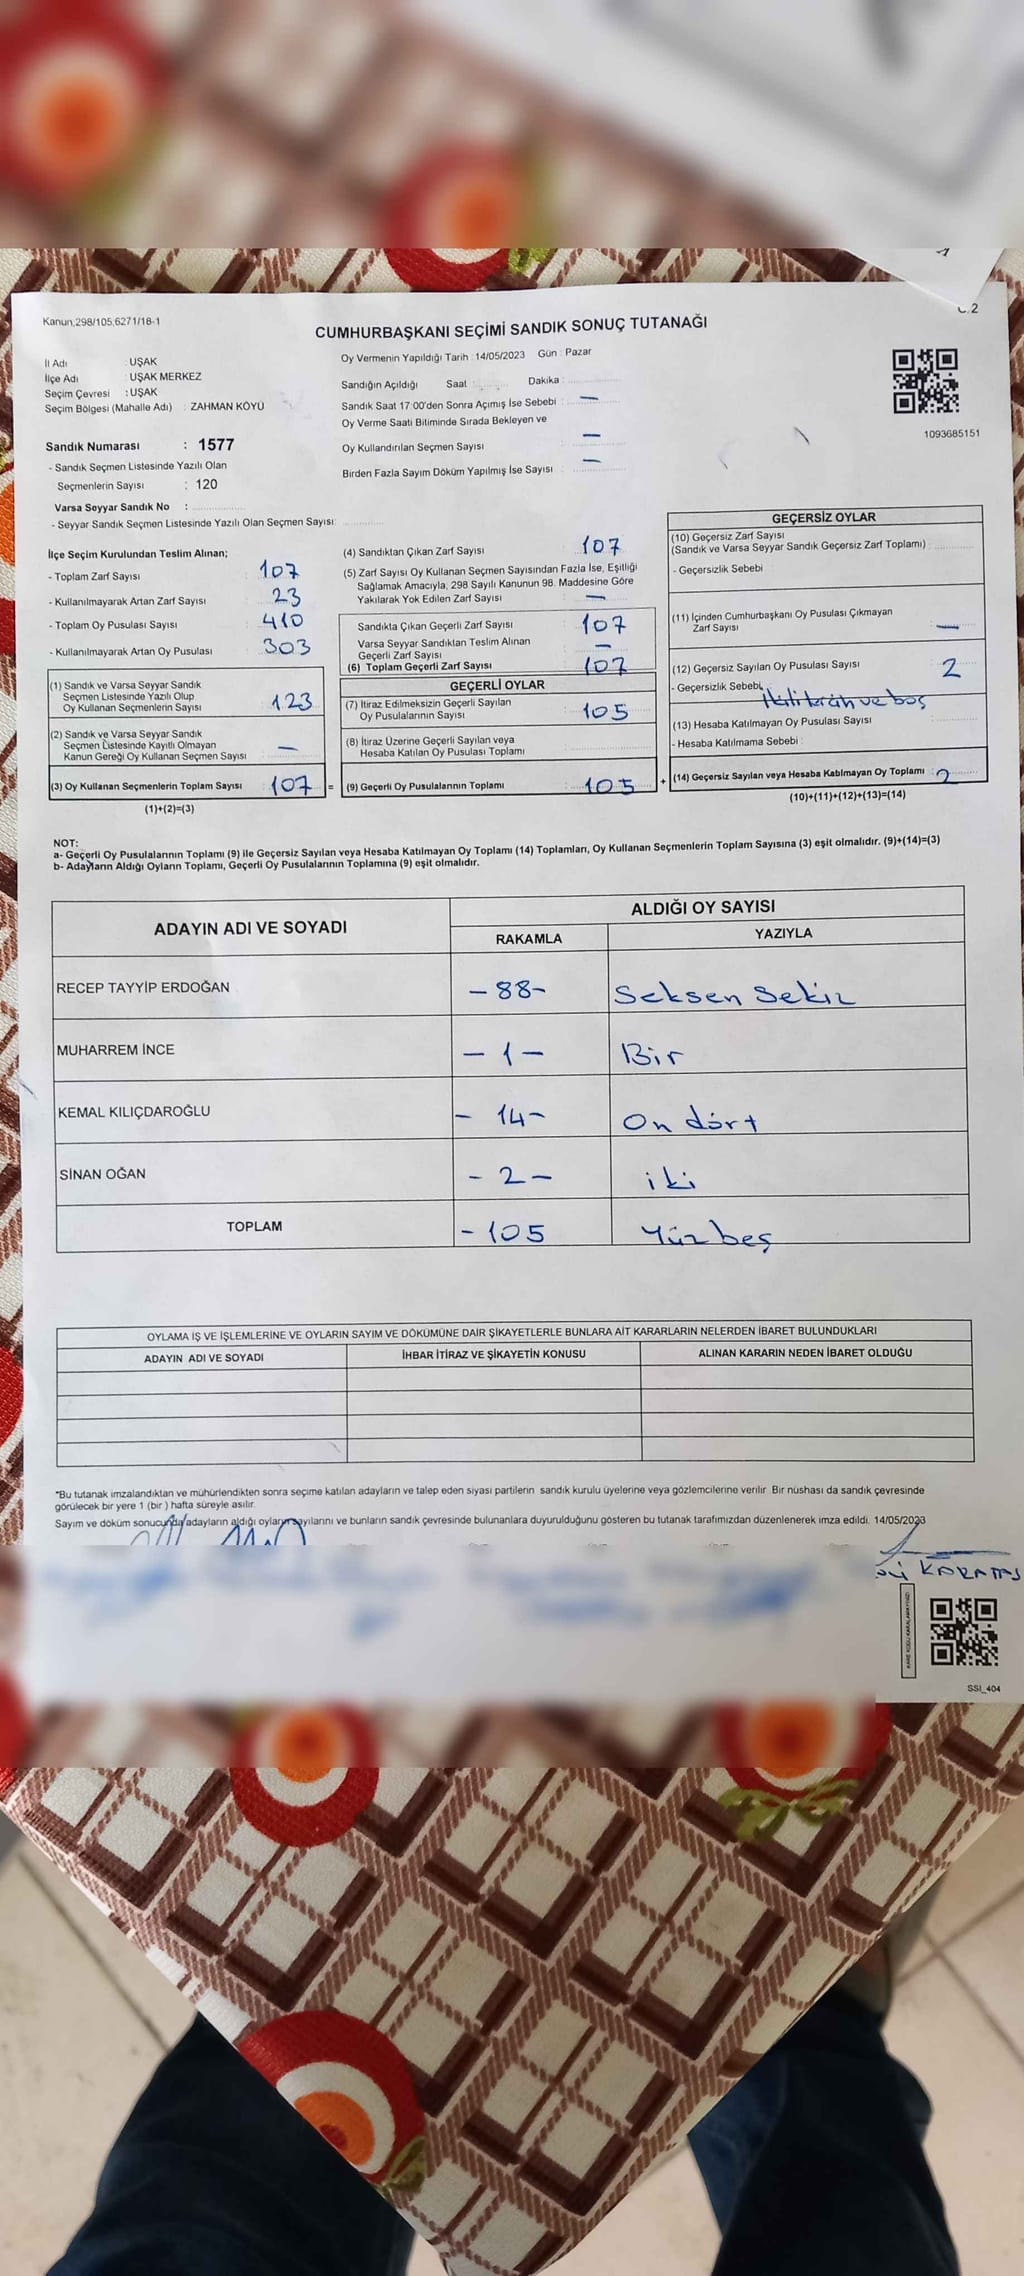 Kanun,298/105,6271/18-1
C.2
CUMHURBAŞKANI SEÇİMİ SANDIK SONUÇ TUTANAĞI
İl Adı : UŞAK
İlçe Adı : UŞAK MERKEZ
Seçim Çevresi : UŞAK
Seçim Bölgesi (Mahalle Adı) : ZAHMAN KÖYÜ
Oy Vermenin Yapıldığı Tarih : 14/05/2023 Gün : Pazar
Sandığın Açıldığı Saat : Dakika :
Sandık Saat 17:00'den Sonra Açımış İse Sebebi : —
Oy Verme Saati Bitiminde Sırada Bekleyen ve
Oy Kullandırılan Seçmen Sayısı : —
Birden Fazla Sayım Döküm Yapılmış İse Sayısı : —
1093685151
Sandık Numarası : 1577
- Sandık Seçmen Listesinde Yazılı Olan
Seçmenlerin Sayısı : 120
Varsa Seyyar Sandık No :
- Seyyar Sandık Seçmen Listesinde Yazılı Olan Seçmen Sayısı:
İlçe Seçim Kurulundan Teslim Alınan;
- Toplam Zarf Sayısı : 107
- Kullanılmayarak Artan Zarf Sayısı : 23
- Toplam Oy Pusulası Sayısı : 410
- Kullanılmayarak Artan Oy Pusulası : 303
(1) Sandık ve Varsa Seyyar Sandık
Seçmen Listesinde Yazılı Olup
Oy Kullanan Seçmenlerin Sayısı : 123
(2) Sandık ve Varsa Seyyar Sandık
Seçmen Listesinde Kayıtlı Olmayan
Kanun Gereği Oy Kullanan Seçmen Sayısı : —
(3) Oy Kullanan Seçmenlerin Toplam Sayısı : 107 =
(1)+(2)=(3)
(4) Sandıktan Çıkan Zarf Sayısı : 107
(5) Zarf Sayısı Oy Kullanan Seçmen Sayısından Fazla İse, Eşitliği
Sağlamak Amacıyla, 298 Sayılı Kanunun 98. Maddesine Göre
Yakılarak Yok Edilen Zarf Sayısı : —
Sandıkta Çıkan Geçerli Zarf Sayısı : 107
Varsa Seyyar Sandıktan Teslim Alınan
Geçerli Zarf Sayısı : —
(6) Toplam Geçerli Zarf Sayısı : 107
GEÇERLİ OYLAR
(7) İtiraz Edilmeksizin Geçerli Sayılan
Oy Pusulalarının Sayısı : 105
(8) İtiraz Üzerine Geçerli Sayılan veya
Hesaba Katılan Oy Pusulası Toplamı :
(9) Geçerli Oy Pusulalarının Toplamı : 105 +
GEÇERSİZ OYLAR
(10) Geçersiz Zarf Sayısı
(Sandık ve Varsa Seyyar Sandık Geçersiz Zarf Toplamı) :
- Geçersizlik Sebebi :
(11) İçinden Cumhurbaşkanı Oy Pusulası Çıkmayan
Zarf Sayısı : —
(12) Geçersiz Sayılan Oy Pusulası Sayısı : 2
- Geçersizlik Sebebi : ve boş
(13) Hesaba Katılmayan Oy Pusulası Sayısı :
- Hesaba Katılmama Sebebi :
(14) Geçersiz Sayılan veya Hesaba Katılmayan Oy Toplamı : 2
(10)+(11)+(12)+(13)=(14)
NOT:
a- Geçerli Oy Pusulalarının Toplamı (9) ile Geçersiz Sayılan veya Hesaba Katılmayan Oy Toplamı (14) Toplamları, Oy Kullanan Seçmenlerin Toplam Sayısına (3) eşit olmalıdır. (9)+(14)=(3)
b- Adayların Aldığı Oyların Toplamı, Geçerli Oy Pusulalarının Toplamına (9) eşit olmalıdır.
ADAYIN ADI VE SOYADI ALDIĞI OY SAYISI
RAKAMLA YAZIYLA
RECEP TAYYİP ERDOĞAN -88- Seksen Sekiz
MUHARREM İNCE -1- Bir
KEMAL KILIÇDAROĞLU -14- On dört
SİNAN OĞAN -2- iki
TOPLAM -105 Yüz beş
OYLAMA İŞ VE İŞLEMLERİNE VE OYLARIN SAYIM VE DÖKÜMÜNE DAİR ŞİKAYETLERLE BUNLARA AİT KARARLARIN NELERDEN İBARET BULUNDUKLARI
ADAYIN ADI VE SOYADI İHBAR İTİRAZ VE ŞİKAYETİN KONUSU ALINAN KARARIN NEDEN İBARET OLDUĞU
*Bu tutanak imzalandıktan ve mühürlendikten sonra seçime katılan adayların ve talep eden siyasi partilerin sandık kurulu üyelerine veya gözlemcilerine verilir. Bir nüshası da sandık çevresinde
görülecek bir yere 1 (bir) hafta süreyle asılır.
Sayım ve döküm sonucunda adayların aldığı oyların sayılarını ve bunların sandık çevresinde bulunanlara duyurulduğunu gösteren bu tutanak tarafımızdan düzenlenerek imza edildi. 14/05/2023
KARATAŞ
SSI_404